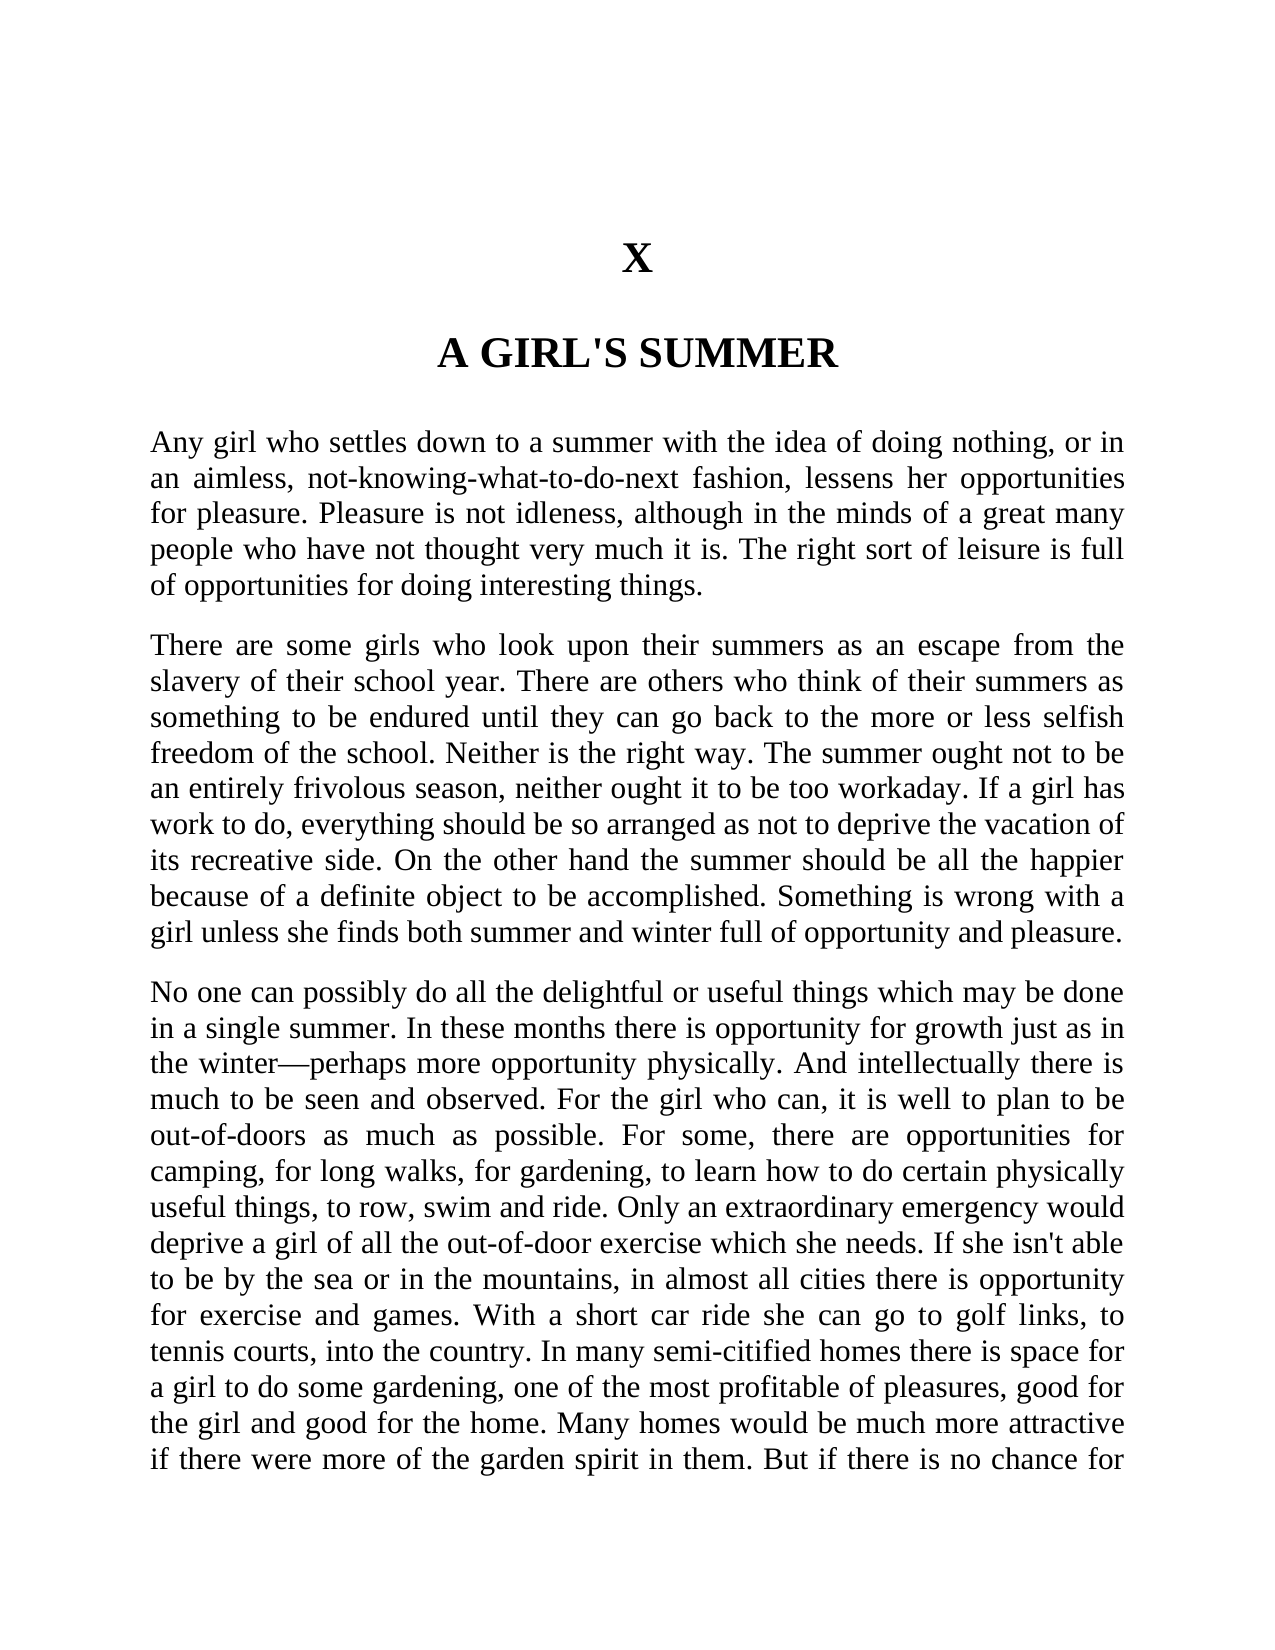 X
A GIRL'S SUMMER
Any girl who settles down to a summer with the idea of doing nothing, or in
an aimless, not-knowing-what-to-do-next fashion, lessens her opportunities
for pleasure. Pleasure is not idleness, although in the minds of a great many
people who have not thought very much it is. The right sort of leisure is full
of opportunities for doing interesting things.
There are some girls who look upon their summers as an escape from the
slavery of their school year. There are others who think of their summers as
something to be endured until they can go back to the more or less selfish
freedom of the school. Neither is the right way. The summer ought not to be
an entirely frivolous season, neither ought it to be too workaday. If a girl has
work to do, everything should be so arranged as not to deprive the vacation of
its recreative side. On the other hand the summer should be all the happier
because of a definite object to be accomplished. Something is wrong with a
girl unless she finds both summer and winter full of opportunity and pleasure.
No one can possibly do all the delightful or useful things which may be done
in a single summer. In these months there is opportunity for growth just as in
the winter—perhaps more opportunity physically. And intellectually there is
much to be seen and observed. For the girl who can, it is well to plan to be
out-of-doors as much as possible. For some, there are opportunities for
camping, for long walks, for gardening, to learn how to do certain physically
useful things, to row, swim and ride. Only an extraordinary emergency would
deprive a girl of all the out-of-door exercise which she needs. If she isn't able
to be by the sea or in the mountains, in almost all cities there is opportunity
for exercise and games. With a short car ride she can go to golf links, to
tennis courts, into the country. In many semi-citified homes there is space for
a girl to do some gardening, one of the most profitable of pleasures, good for
the girl and good for the home. Many homes would be much more attractive
if there were more of the garden spirit in them. But if there is no chance for